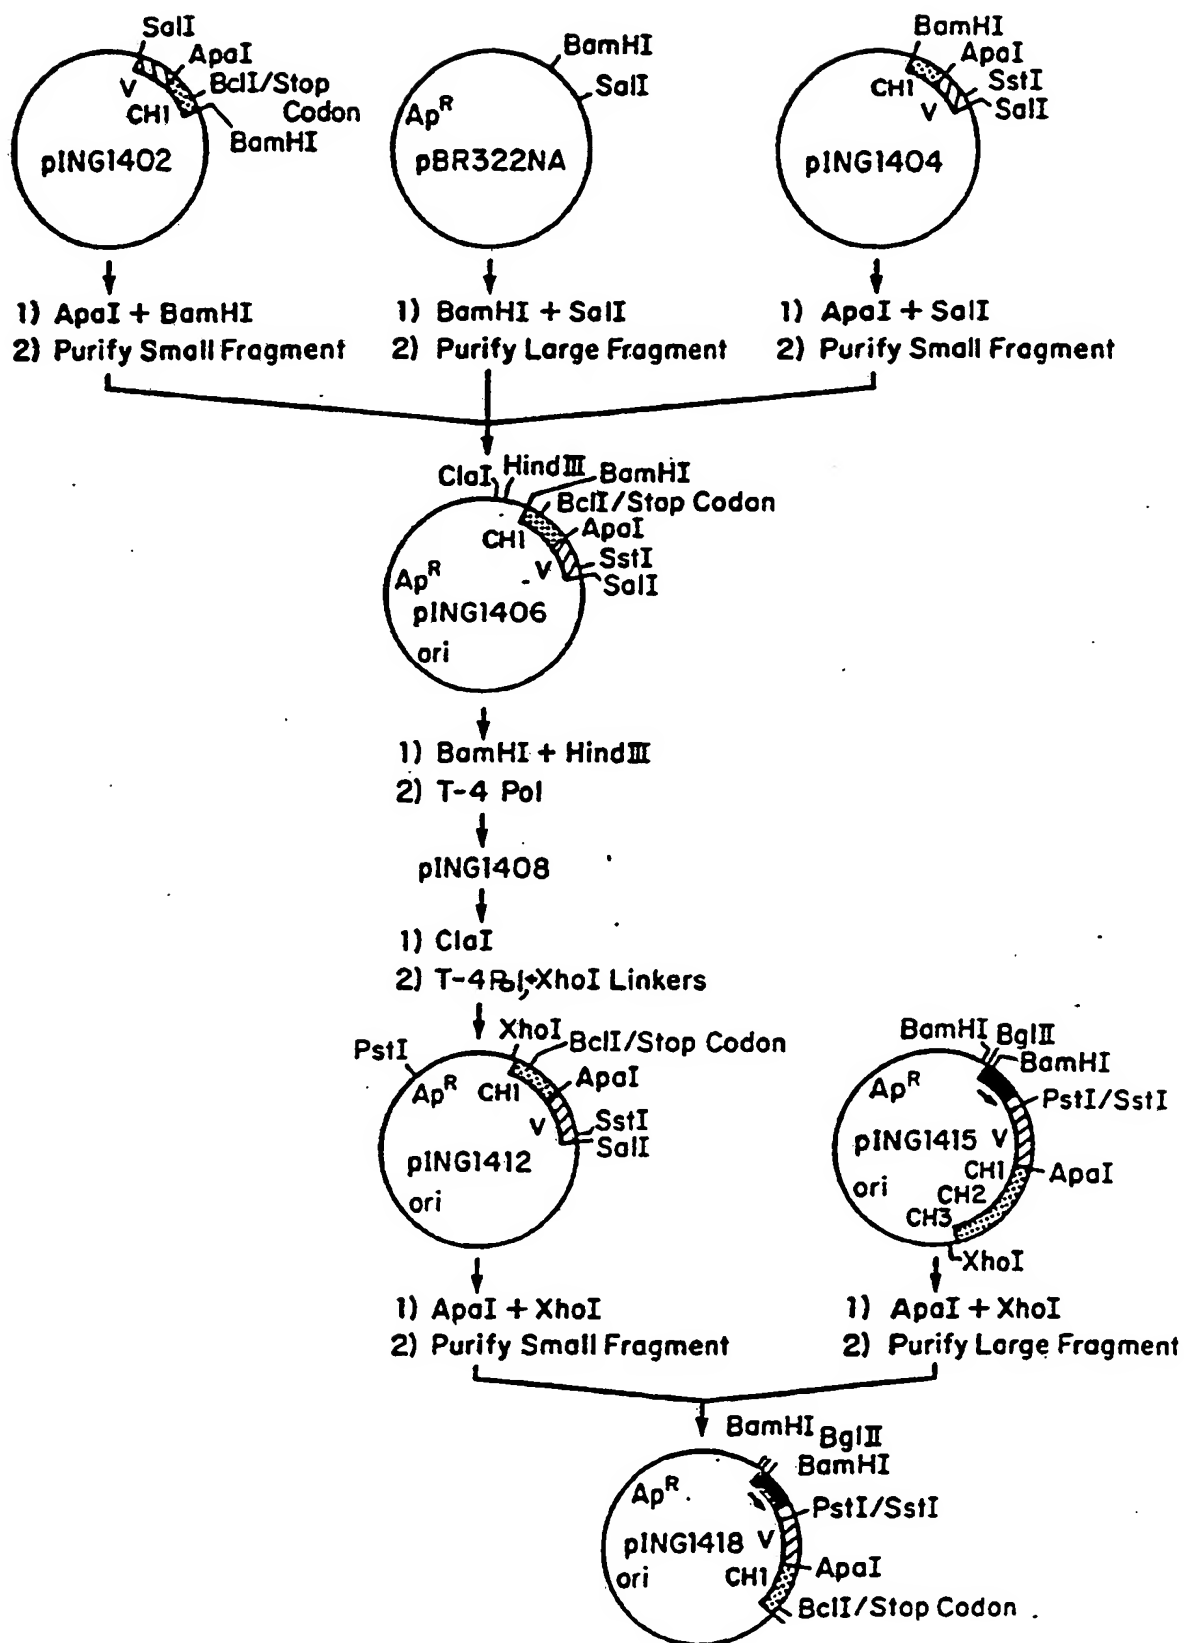 SalI
ApaI
BclI/Stop
Codon
BamHI
V
CH1
pING1402
BamHI
SalI
Ap^R
pBR322NA
BamHI
ApaI
SstI
SalI
CH1
V
pING1404
1) ApaI + BamHI
2) Purify Small Fragment
1) BamHI + SalI
2) Purify Large Fragment
1) ApaI + SalI
2) Purify Small Fragment
ClaI
HindIII
BamHI
BclI/Stop Codon
ApaI
SstI
SalI
CH1
V
Ap^R
pING1406
ori
1) BamHI + HindIII
2) T-4 Pol
pING1408
1) ClaI
2) T-4 Pol, XhoI Linkers
PstI
XhoI
BclI/Stop Codon
ApaI
SstI
SalI
Ap^R
CH1
V
pING1412
ori
BamHI
BglII
BamHI
PstI/SstI
ApaI
XhoI
Ap^R
pING1415
V
CH1
CH2
CH3
ori
1) ApaI + XhoI
2) Purify Small Fragment
1) ApaI + XhoI
2) Purify Large Fragment
BamHI
BglII
BamHI
PstI/SstI
ApaI
BclI/Stop Codon
Ap^R
pING1418
V
CH1
ori